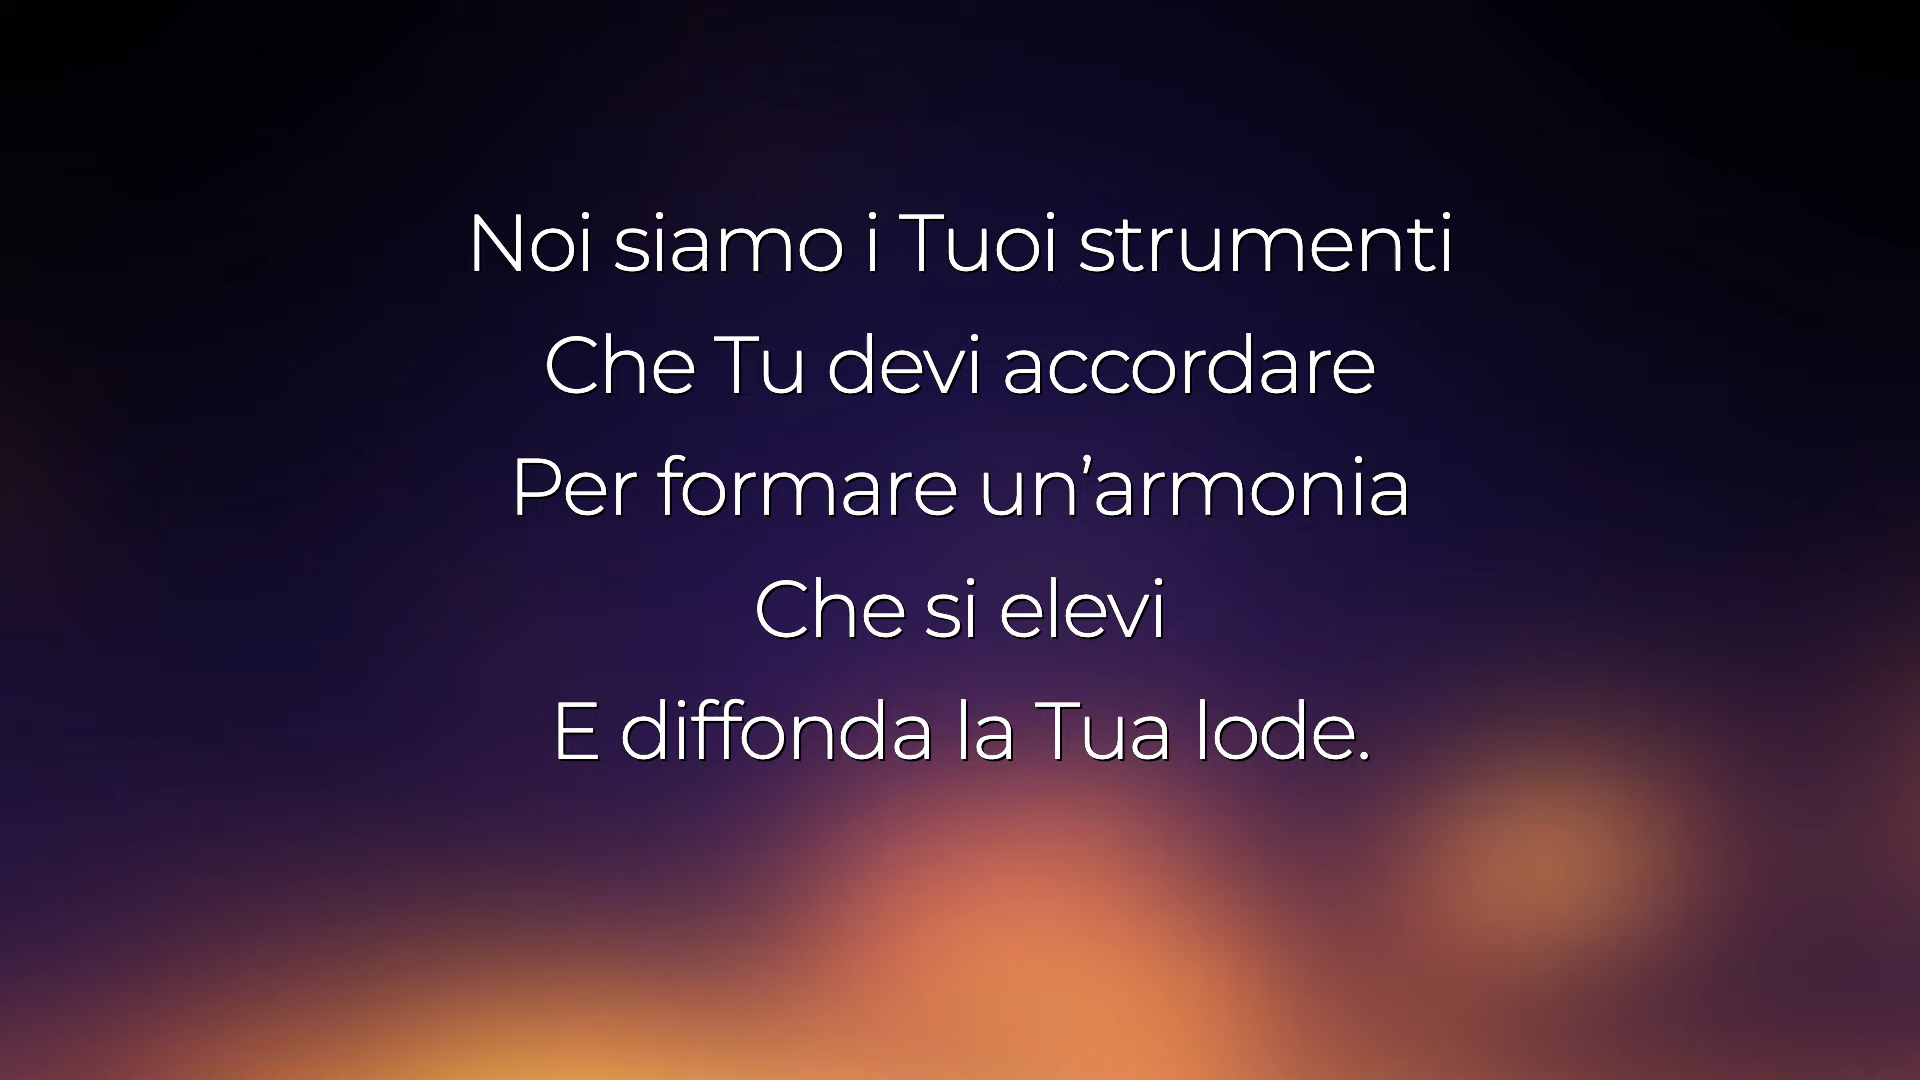 Noi siamo i Tuoi strumenti
Che Tu devi accordare
Per formare un’armonia
Che si elevi
E diffonda la Tua lode.